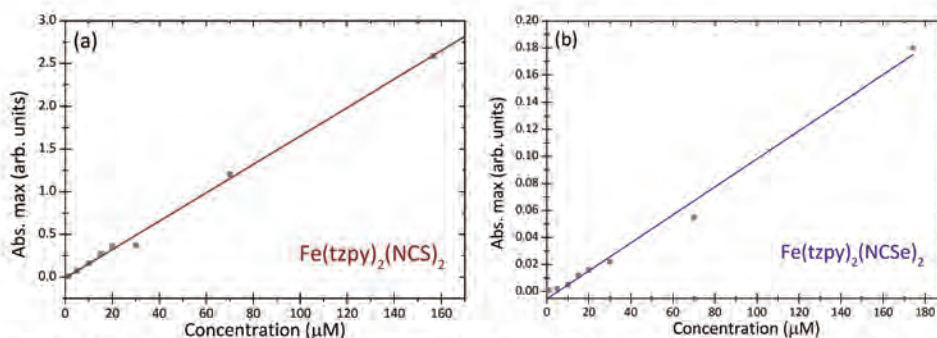 (a)
Abs. max (arb. units)
3.0
2.5
2.0
1.5
1.0
0.5
0.0
Fe(tzpy)₂(NCS)₂
0 20 40 60 80 100 120 140 160
Concentration (μM)
(b)
Abs. max (arb. units)
0.20
0.18
0.16
0.14
0.12
0.10
0.08
0.06
0.04
0.02
0.00
Fe(tzpy)₂(NCSe)₂
0 20 40 60 80 100 120 140 160 180
Concentration (μM)